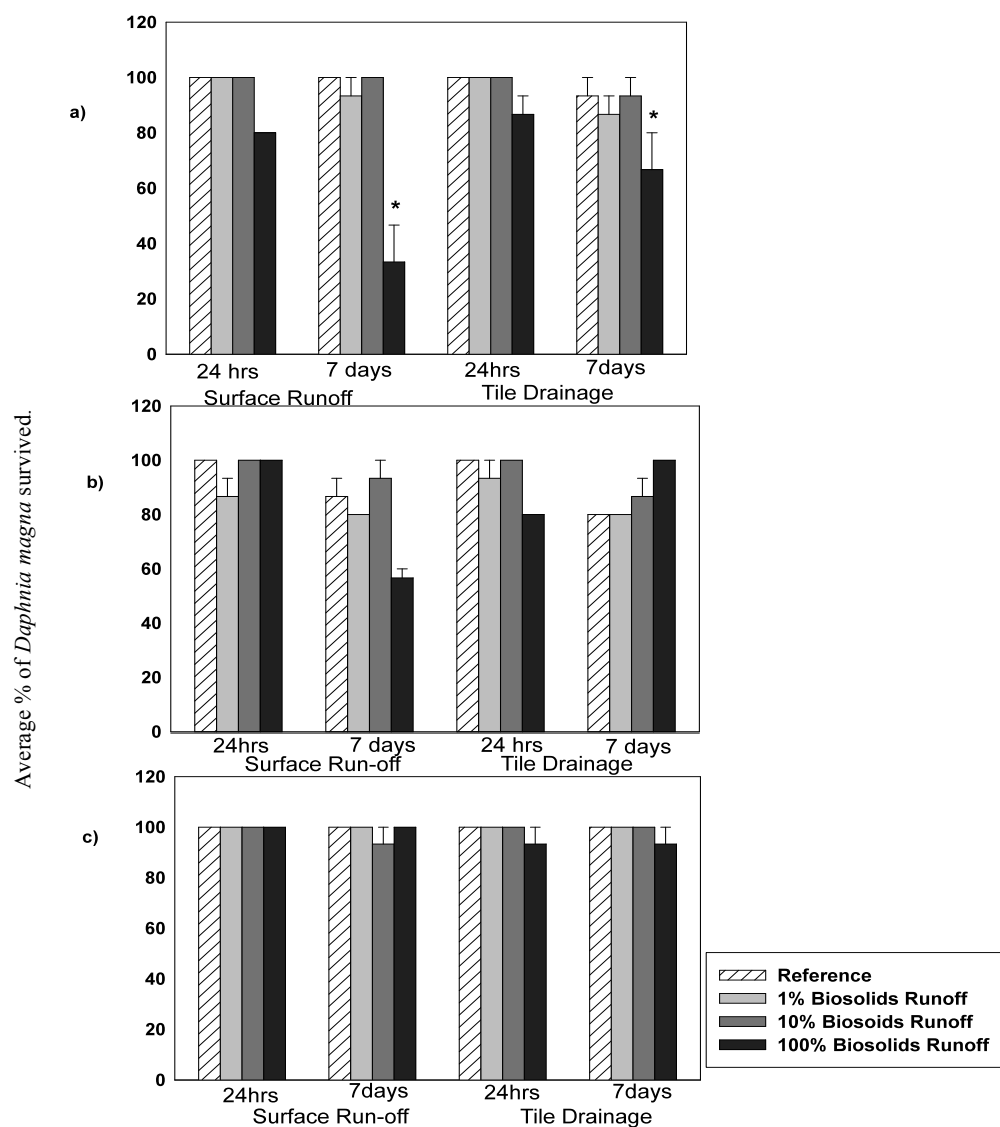 Average % of Daphnia magna survived.
a)
120
100
80
60
40
20
0
*
*
24 hrs 7 days 24hrs 7days
Surface Runoff Tile Drainage
b)
120
100
80
60
40
20
0
24hrs 7 days 24 hrs 7 days
Surface Run-off Tile Drainage
c)
120
100
80
60
40
20
0
24hrs 7days 24hrs 7days
Surface Run-off Tile Drainage
Reference
1% Biosolids Runoff
10% Biosoids Runoff
100% Biosolids Runoff